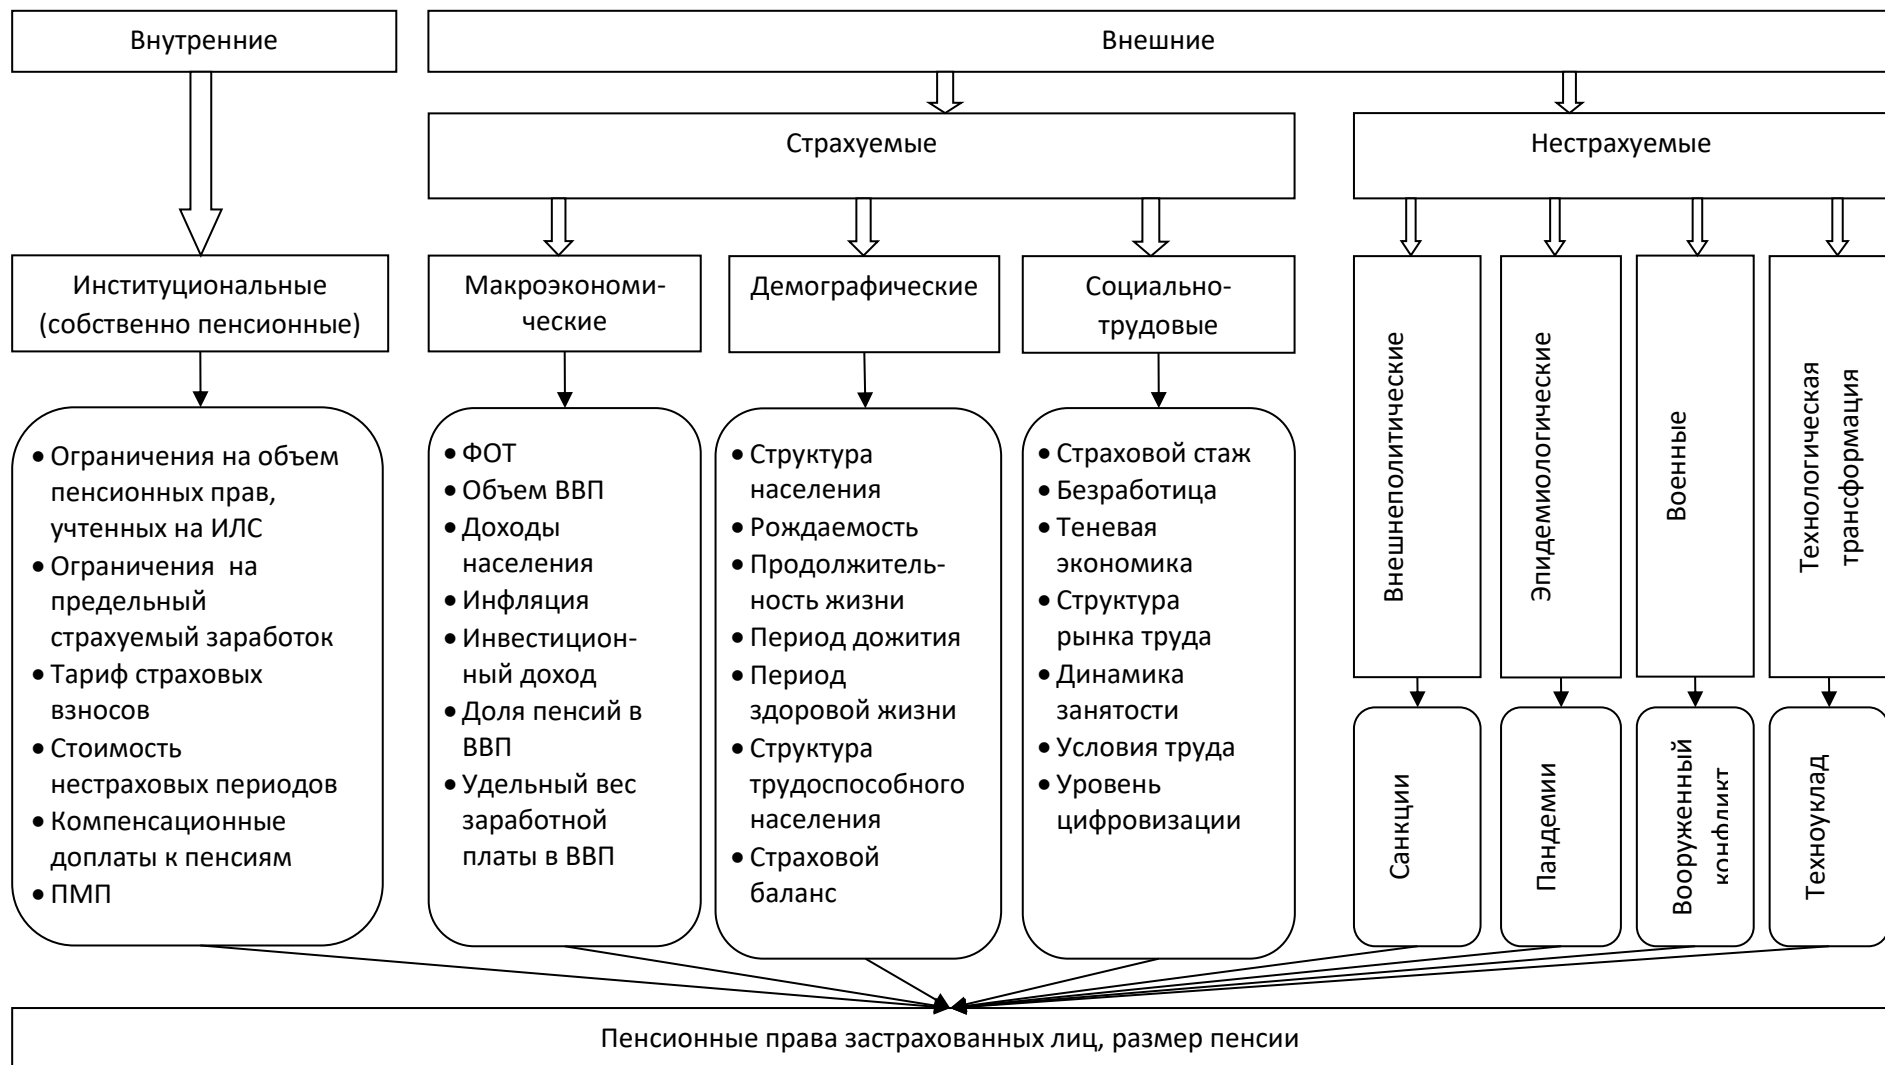 Внутренние
Внешние
Страхуемые
Нестрахуемые
Институциональные
(собственно пенсионные)
Макроэкономи-
ческие
Демографические
Социально-
трудовые
Внешнеполитические
Эпидемиологические
Военные
Технологическая
трансформация
• Ограничения на объем
пенсионных прав,
учтенных на ИЛС
• Ограничения на
предельный
страхуемый заработок
• Тариф страховых
взносов
• Стоимость
нестраховых периодов
• Компенсационные
доплаты к пенсиям
• ПМП
• ФОТ
• Объем ВВП
• Доходы
населения
• Инфляция
• Инвестицион-
ный доход
• Доля пенсий в
ВВП
• Удельный вес
заработной
платы в ВВП
• Структура
населения
• Рождаемость
• Продолжитель-
ность жизни
• Период дожития
• Период
здоровой жизни
• Структура
трудоспособного
населения
• Страховой
баланс
• Страховой стаж
• Безработица
• Теневая
экономика
• Структура
рынка труда
• Динамика
занятости
• Условия труда
• Уровень
цифровизации
Санкции
Пандемии
Вооруженный
конфликт
Техноуклад
Пенсионные права застрахованных лиц, размер пенсии